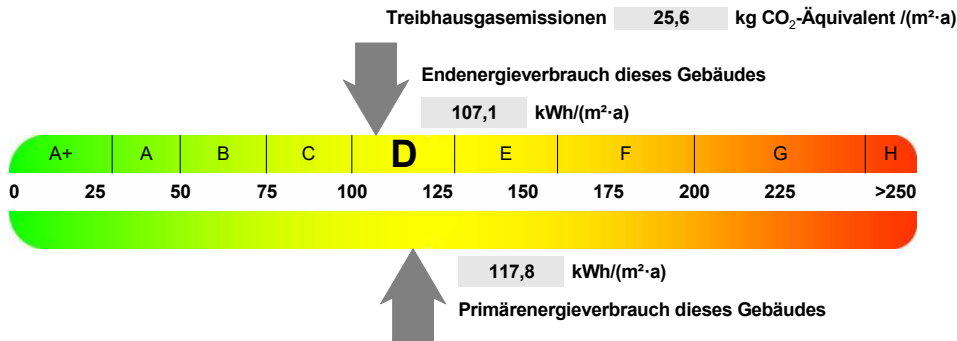 Treibhausgasemissionen 25,6 kg CO₂-Äquivalent /(m²·a)
Endenergieverbrauch dieses Gebäudes
107,1 kWh/(m²·a)
A+ A B C D E F G H
0 25 50 75 100 125 150 175 200 225 >250
117,8 kWh/(m²·a)
Primärenergieverbrauch dieses Gebäudes